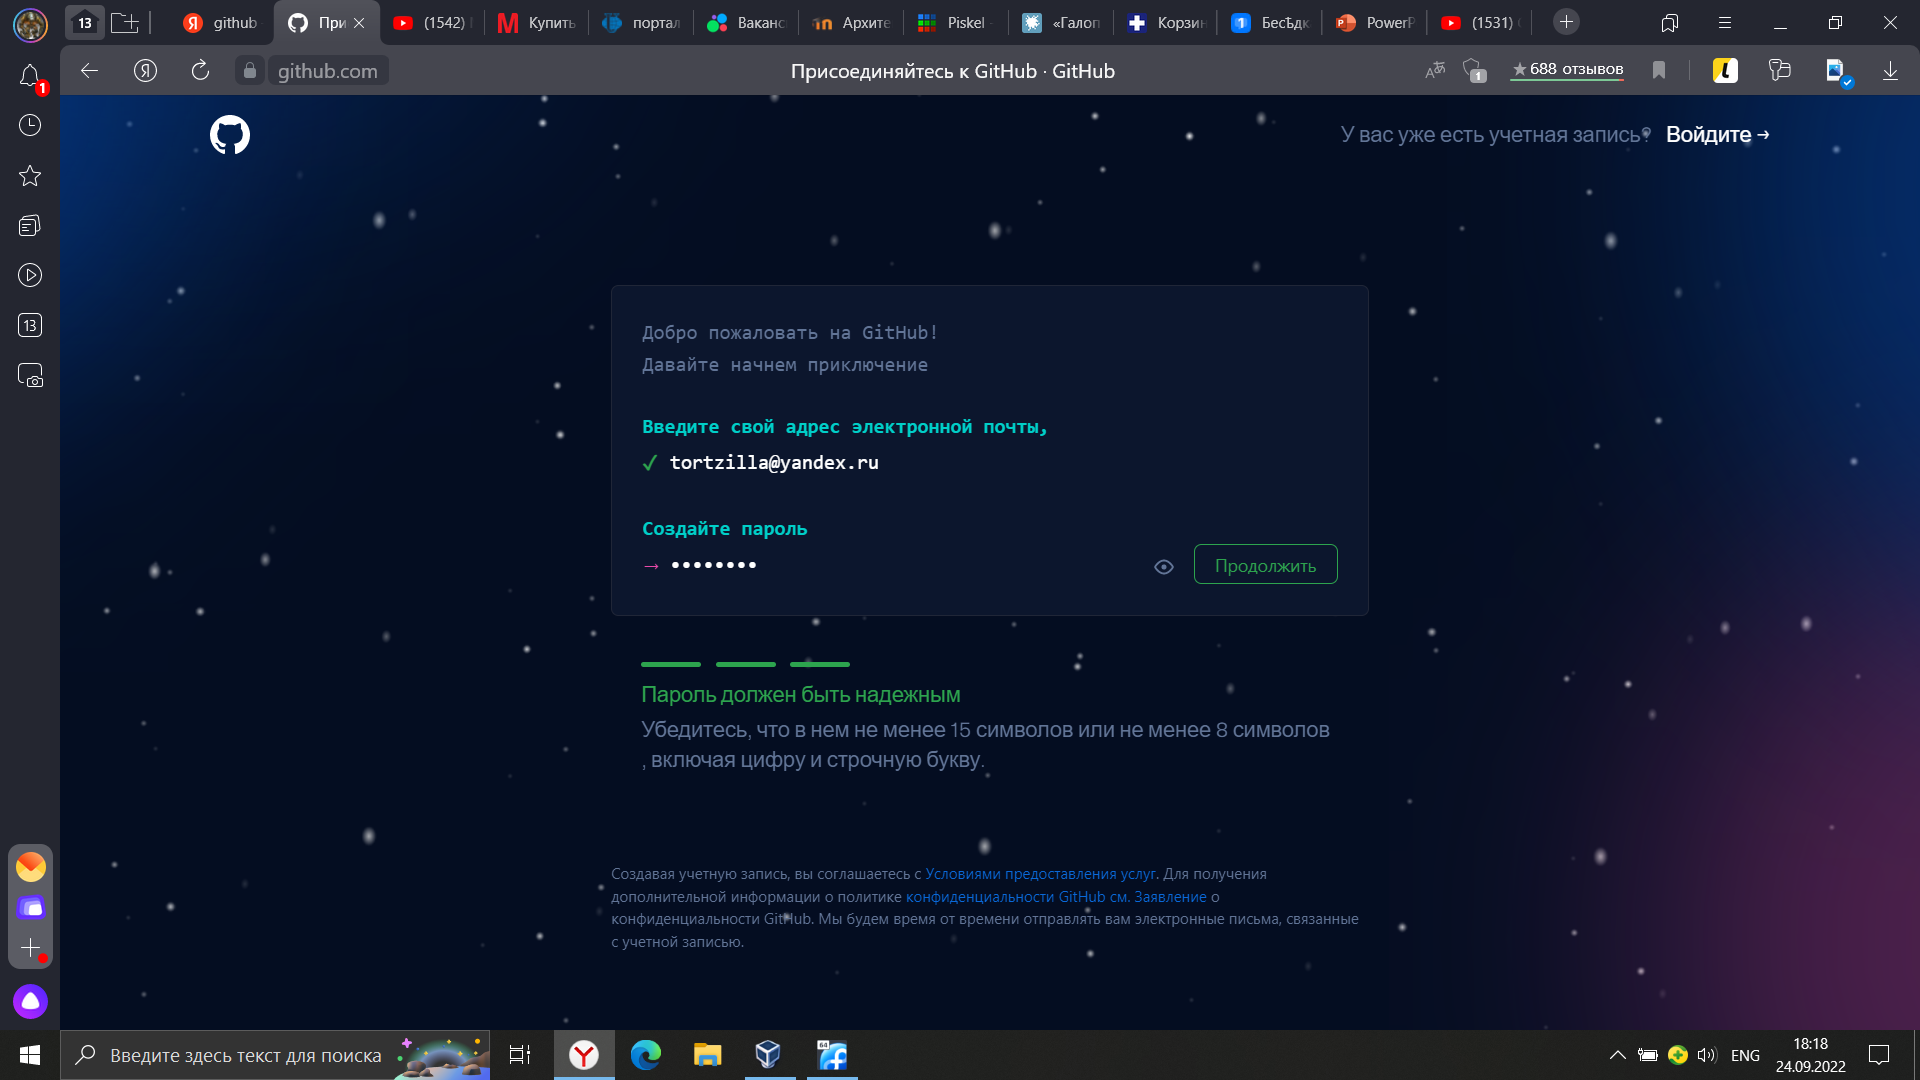 13
github
При
(1542)
Купить
портал
Ваканс
Архите
Piskel
«Галоп
Корзин
Бесѣдк
PowerP
(1531)
github.com
Присоединяйтесь к GitHub · GitHub
1
★688 отзывов
1
13
У вас уже есть учетная запись? Войдите →
Добро пожаловать на GitHub!
Давайте начнем приключение
Введите свой адрес электронной почты,
✓ tortzilla@yandex.ru
Создайте пароль
→ ••••••••
Продолжить
Пароль должен быть надежным
Убедитесь, что в нем не менее 15 символов или не менее 8 символов
, включая цифру и строчную букву.
Создавая учетную запись, вы соглашаетесь с Условиями предоставления услуг. Для получения
дополнительной информации о политике конфиденциальности GitHub см. Заявление о
конфиденциальности GitHub. Мы будем время от времени отправлять вам электронные письма, связанные
с учетной записью.
Введите здесь текст для поиска
64
ENG
18:18
24.09.2022